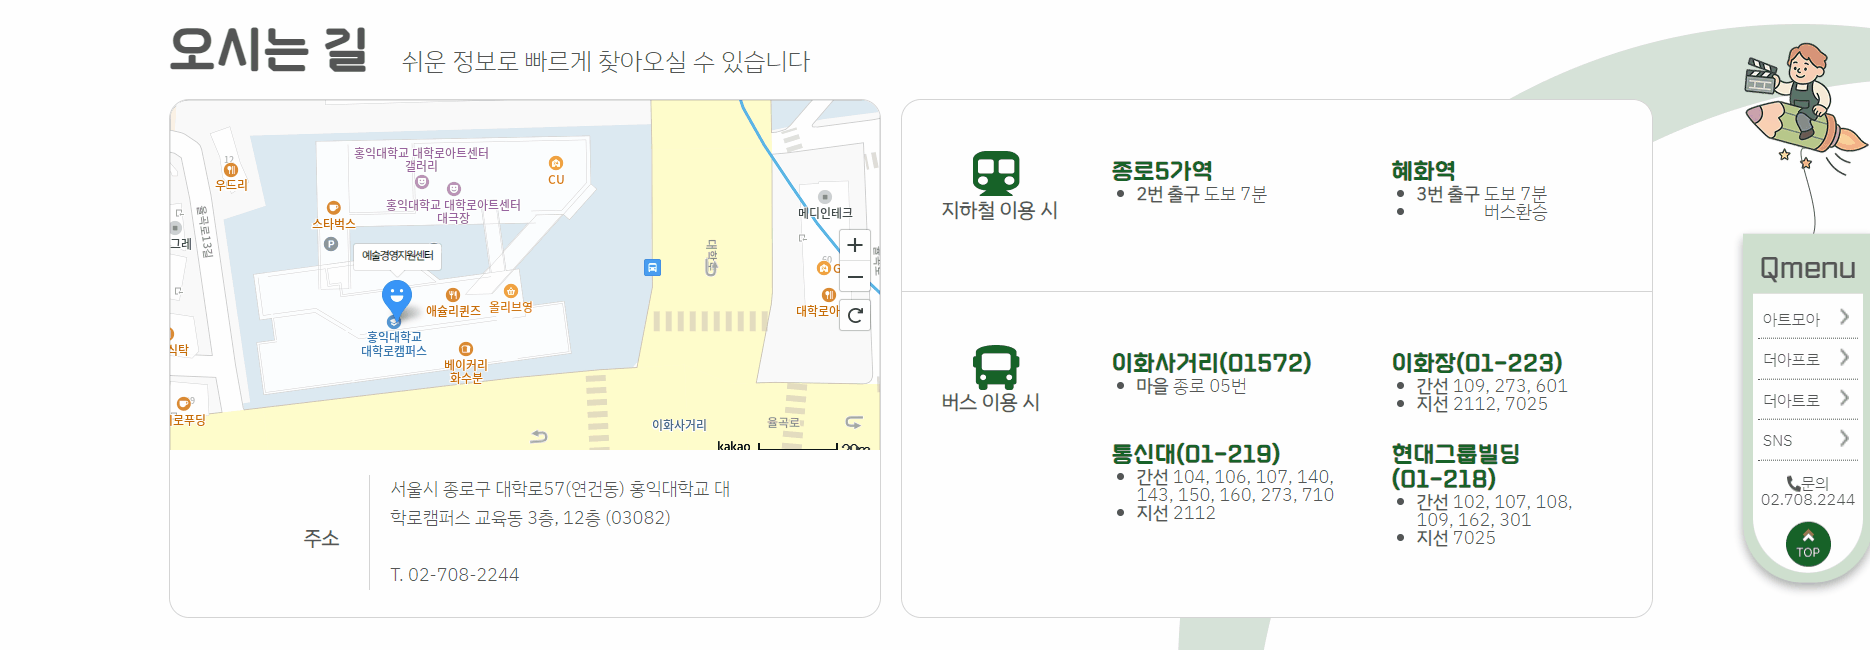 오시는 길
쉬운 정보로 빠르게 찾아오실 수 있습니다
12
우드리
율곡로13길
그레
식탁
9
로푸딩
홍익대학교 대학로아트센터
갤러리
홍익대학교 대학로아트센터
대극장
CU
스타벅스
P
예술경영지원센터
애슐리퀸즈
올리브영
홍익대학교
대학로캠퍼스
베이커리
화수분
대학로
메디인테크
60
G
대학로아
이화사거리
율곡로
kakao
20m
주소
서울시 종로구 대학로57(연건동) 홍익대학교 대
학로캠퍼스 교육동 3층, 12층 (03082)
T. 02-708-2244
지하철 이용 시
종로5가역
2번 출구 도보 7분
혜화역
3번 출구 도보 7분
버스환승
버스 이용 시
이화사거리(01572)
마을 종로 05번
이화장(01-223)
간선 109, 273, 601
지선 2112, 7025
통신대(01-219)
간선 104, 106, 107, 140,
143, 150, 160, 273, 710
지선 2112
현대그룹빌딩
(01-218)
간선 102, 107, 108,
109, 162, 301
지선 7025
Qmenu
아트모아
더아프로
더아트로
SNS
문의
02.708.2244
TOP